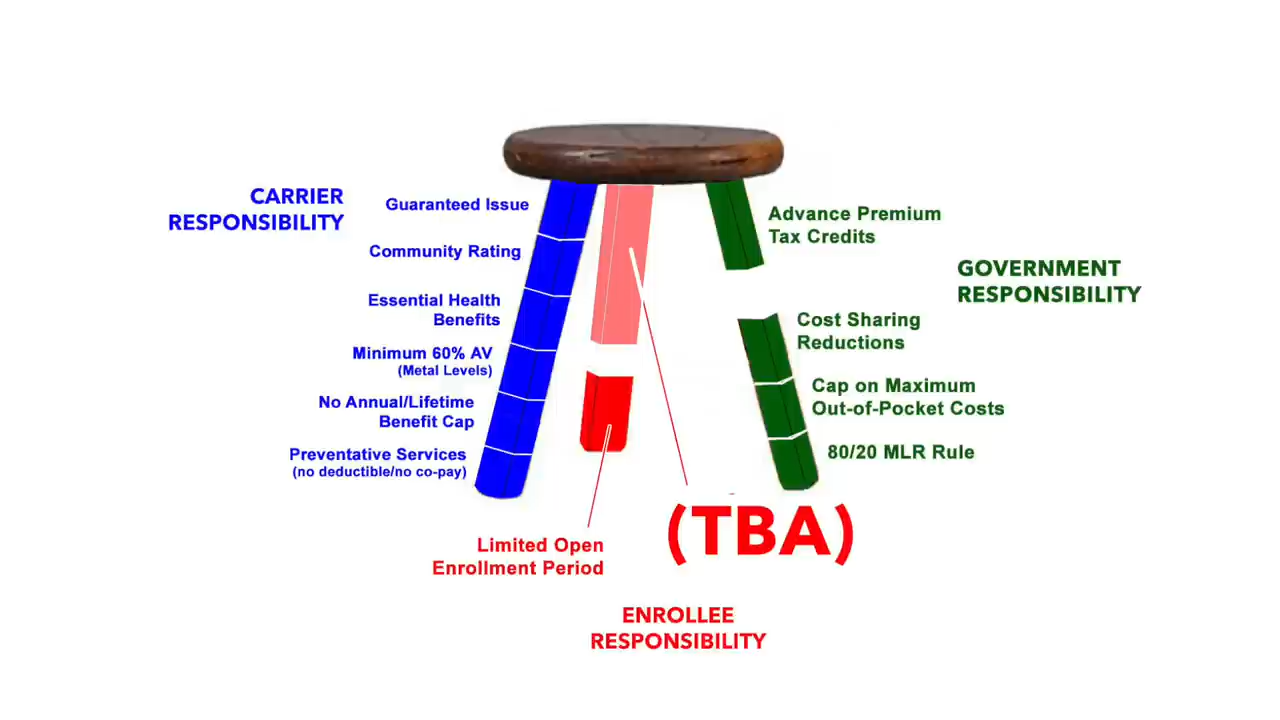 CARRIER
RESPONSIBILITY
Guaranteed Issue
Community Rating
Essential Health
Benefits
Minimum 60% AV
(Metal Levels)
No Annual/Lifetime
Benefit Cap
Preventative Services
(no deductible/no co-pay)
Advance Premium
Tax Credits
GOVERNMENT
RESPONSIBILITY
Cost Sharing
Reductions
Cap on Maximum
Out-of-Pocket Costs
80/20 MLR Rule
(TBA)
Limited Open
Enrollment Period
ENROLLEE
RESPONSIBILITY